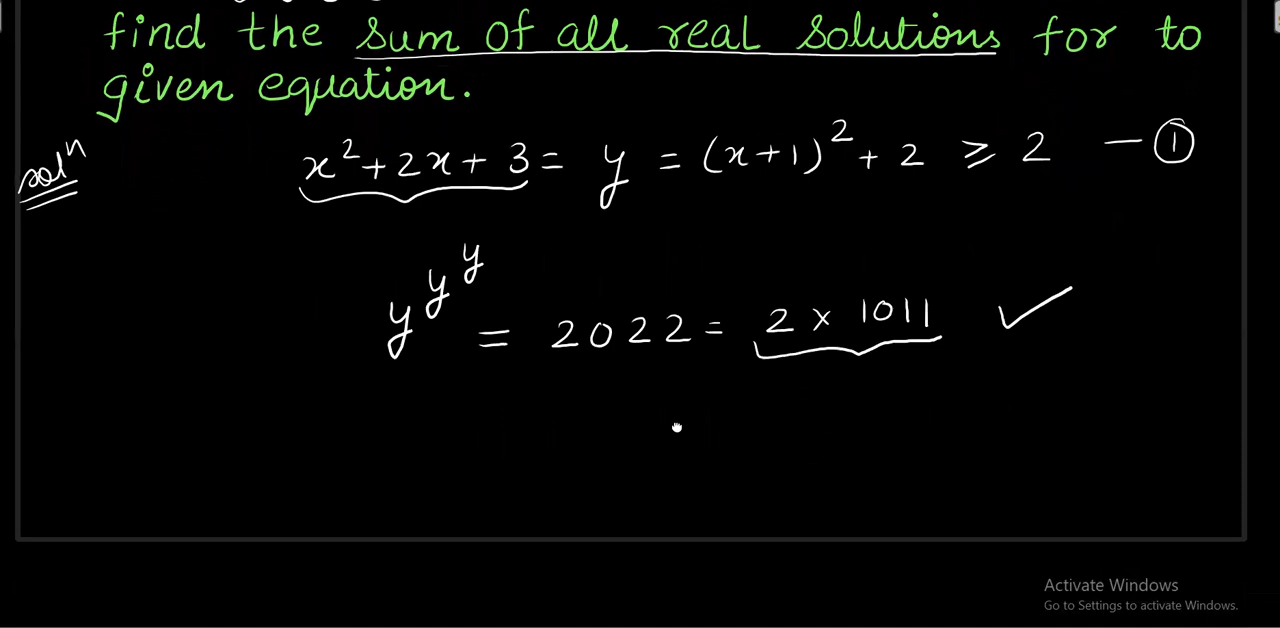 find the sum of all real solutions for to
given equation.
solⁿ
x² + 2x + 3 = y = (x+1)² + 2 ⩾ 2 — ①
y^y^y = 2022 = 2 × 1011 ✓
Activate Windows
Go to Settings to activate Windows.